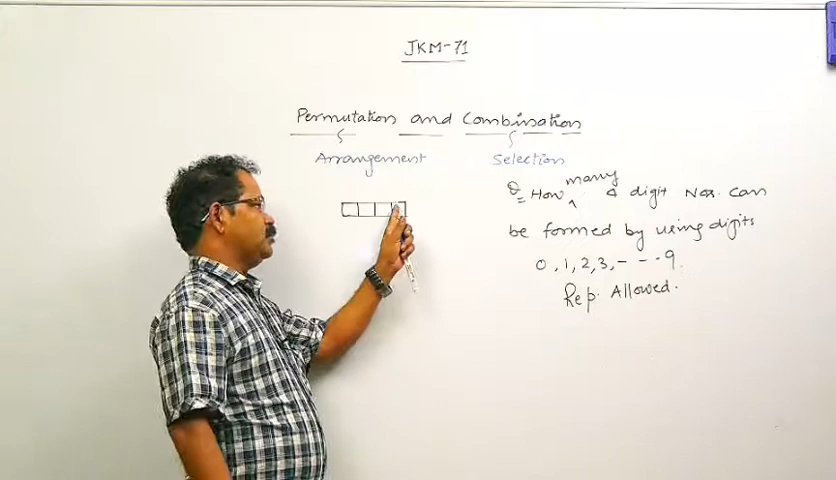 JKM-71
Permutation and Combination
Arrangement Selection
Q How many 4 digit Nos. can
be formed by using digits
0, 1, 2, 3, - - - 9.
Rep. Allowed.